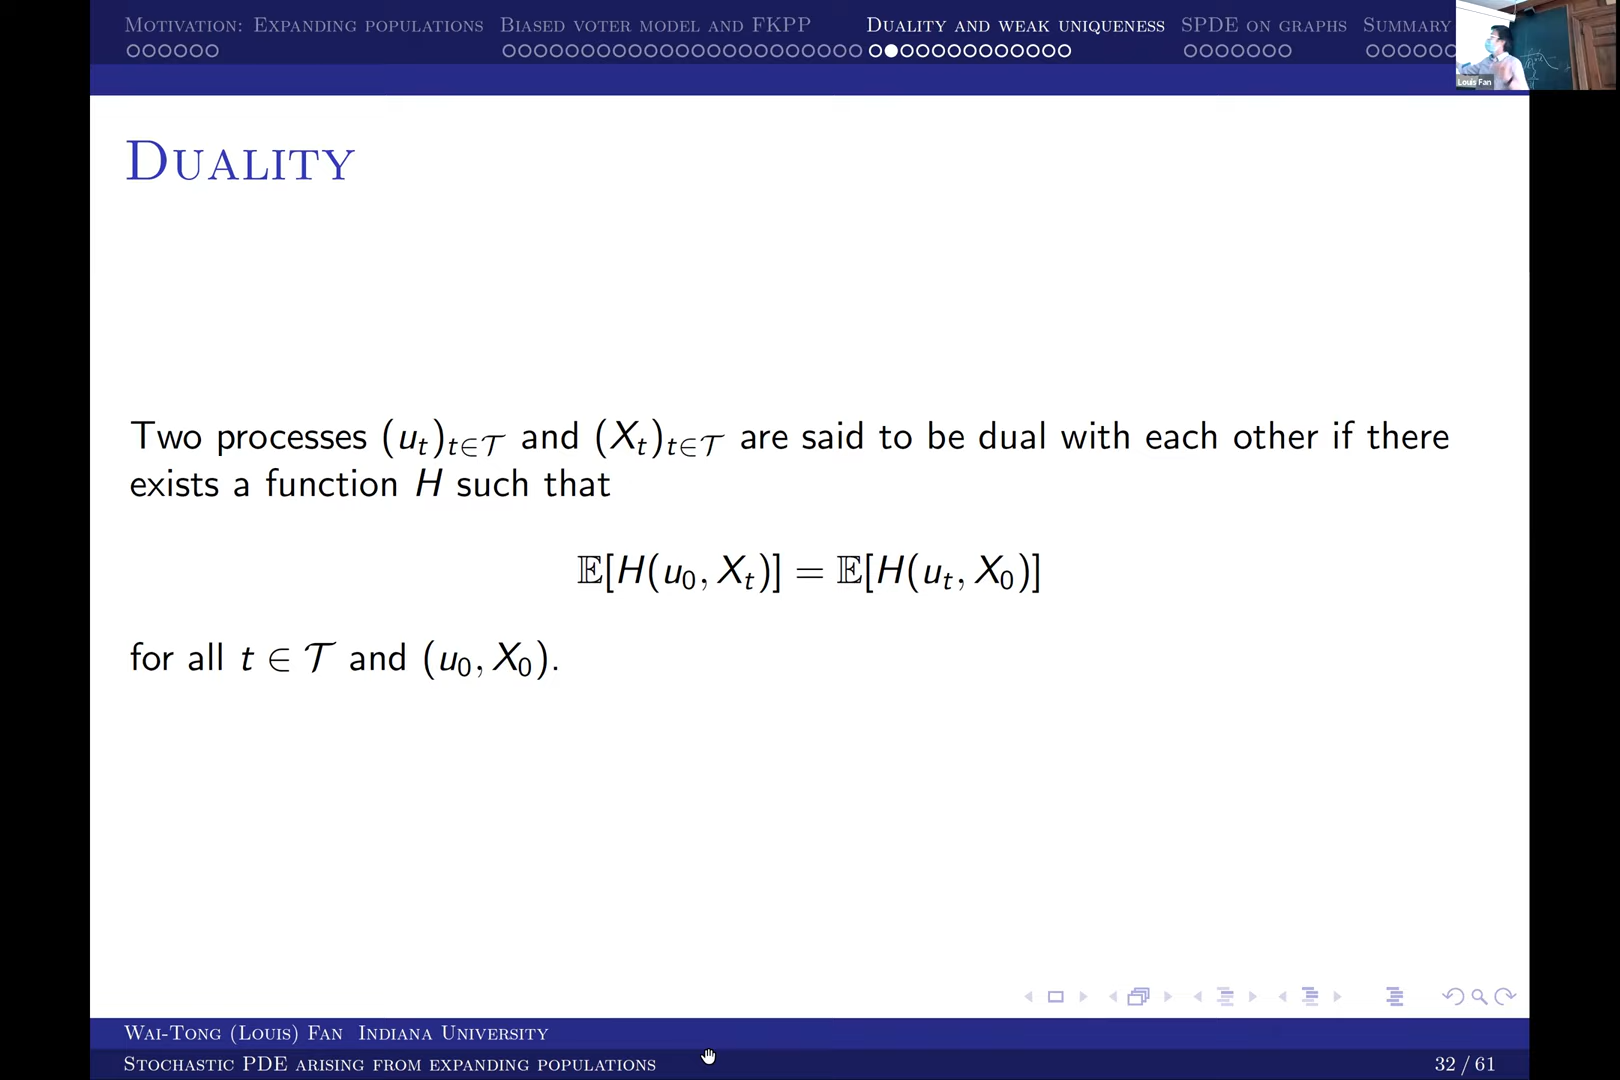 Motivation: Expanding populations Biased voter model and FKPP Duality and weak uniqueness SPDE on graphs Summary
Louis Fan
Duality
Two processes (u_t)_{t∈𝒯} and (X_t)_{t∈𝒯} are said to be dual with each other if there
exists a function H such that
𝔼[H(u_0, X_t)] = 𝔼[H(u_t, X_0)]
for all t ∈ 𝒯 and (u_0, X_0).
Wai-Tong (Louis) Fan Indiana University
Stochastic PDE arising from expanding populations 32 / 61